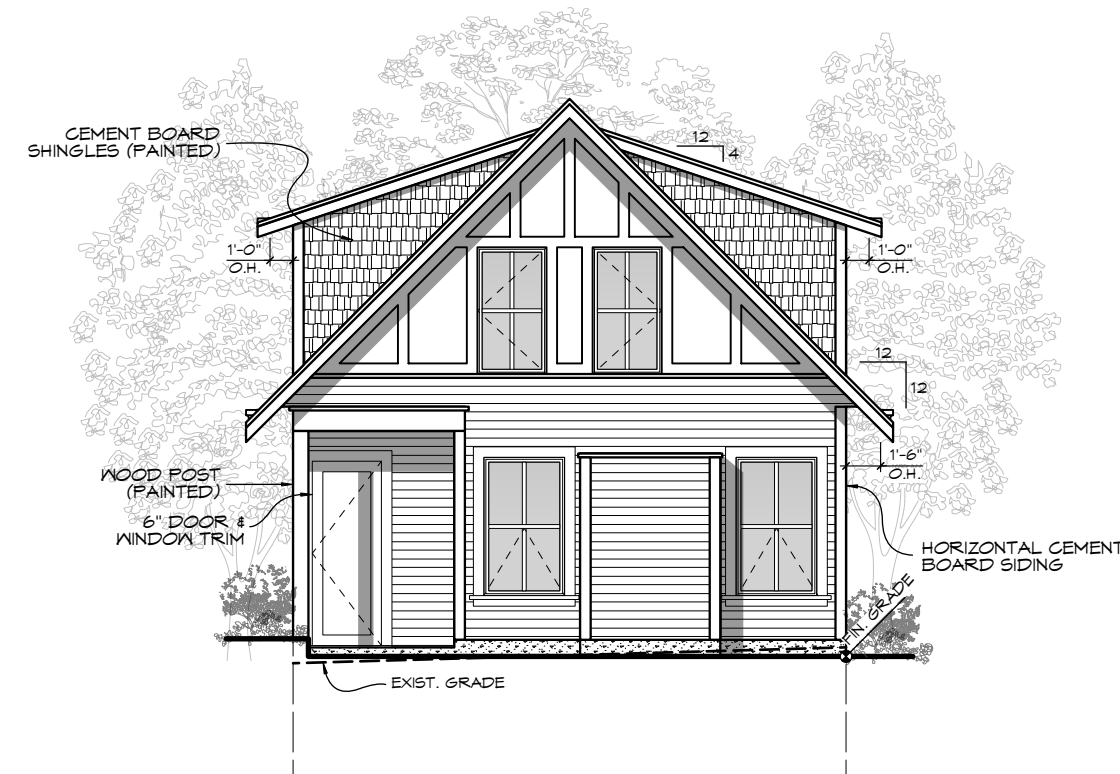 CEMENT BOARD
SHINGLES (PAINTED)
12
4
1'-0"
O.H.
1'-0"
O.H.
12
12
1'-6"
O.H.
WOOD POST
(PAINTED)
6" DOOR &
WINDOW TRIM
HORIZONTAL CEMENT
BOARD SIDING
FIN. GRADE
EXIST. GRADE